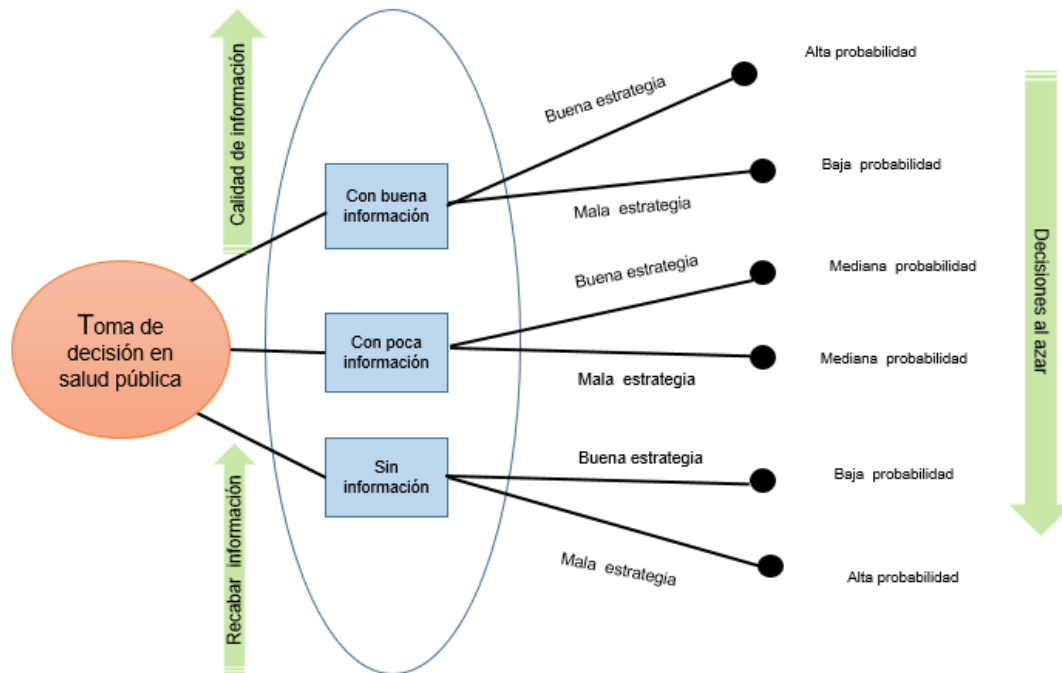 Calidad de información
Recabar información
Toma de
decisión en
salud pública
Con buena
información
Con poca
información
Sin
información
Buena estrategia
Mala estrategia
Buena estrategia
Mala estrategia
Buena estrategia
Mala estrategia
Alta probabilidad
Baja probabilidad
Mediana probabilidad
Mediana probabilidad
Baja probabilidad
Alta probabilidad
Decisiones al azar